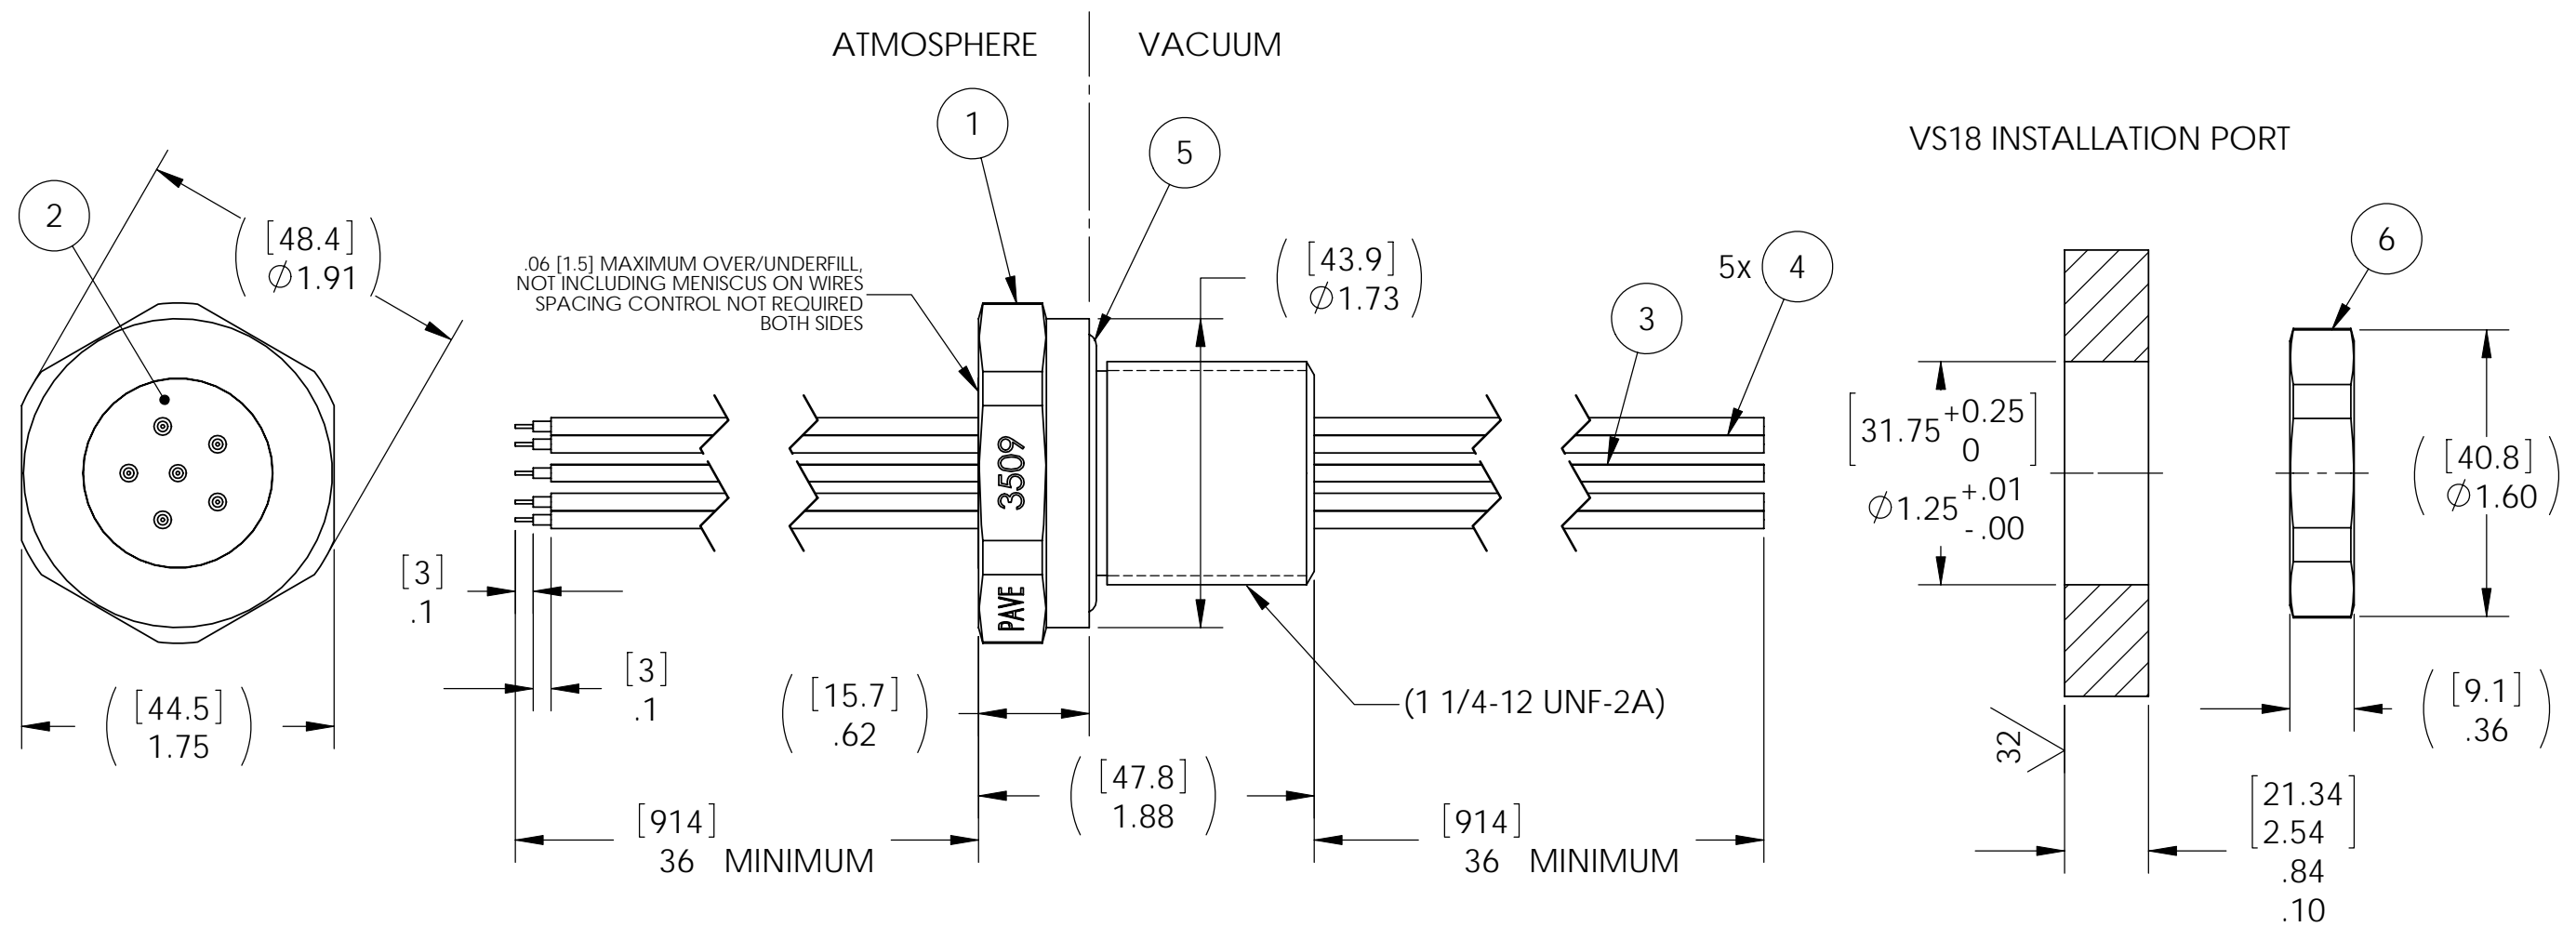 ATMOSPHERE
VACUUM
VS18 INSTALLATION PORT
1
5
2
6
3
5x 4
([48.4])
(∅1.91)
.06 [1.5] MAXIMUM OVER/UNDERFILL,
NOT INCLUDING MENISCUS ON WIRES
SPACING CONTROL NOT REQUIRED
BOTH SIDES
([43.9])
(∅1.73)
3509
PAVE
[31.75 +0.25 0]
∅1.25 +.01 -.00
([40.8])
(∅1.60)
[3]
.1
[3]
.1
([44.5])
(1.75)
([15.7])
(.62)
(1 1/4-12 UNF-2A)
([47.8])
(1.88)
[914]
36 MINIMUM
[914]
36 MINIMUM
32
([9.1])
(.36)
[21.34
2.54]
.84
.10